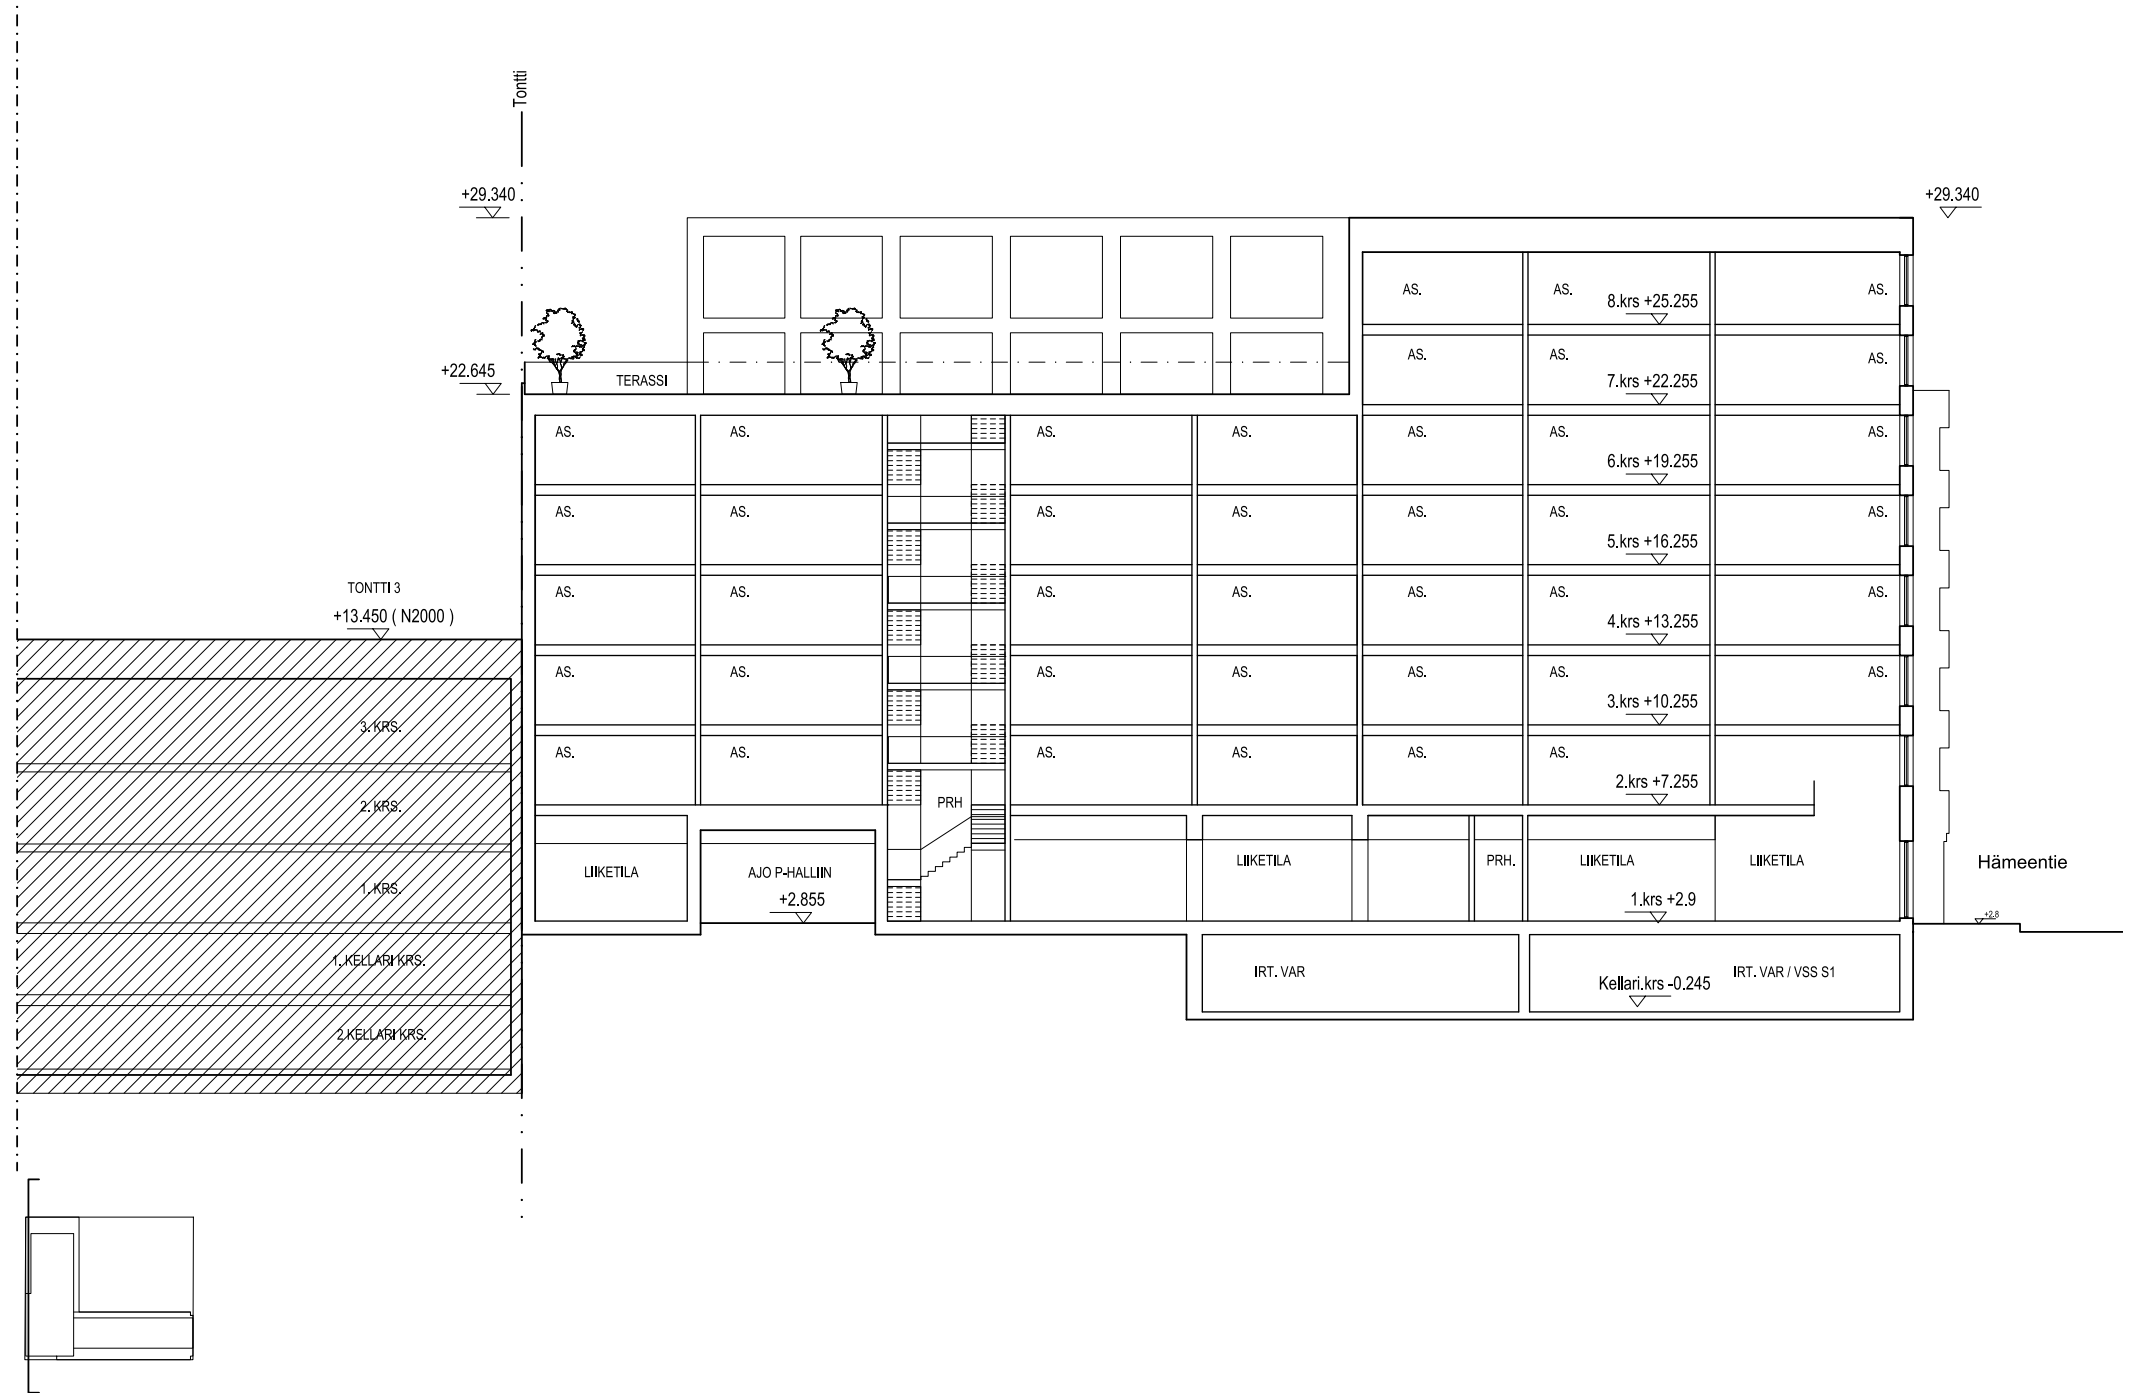 Tontti
+29.340
+29.340
AS.
AS.
AS.
8.krs +25.255
AS.
AS.
AS.
+22.645
TERASSI
7.krs +22.255
AS.
AS.
AS.
AS.
AS.
AS.
AS.
6.krs +19.255
AS.
AS.
AS.
AS.
AS.
AS.
AS.
5.krs +16.255
TONTTI 3
+13.450 ( N2000 )
AS.
AS.
AS.
AS.
AS.
AS.
AS.
4.krs +13.255
AS.
AS.
AS.
AS.
AS.
AS.
AS.
3.krs +10.255
3. KRS.
AS.
AS.
AS.
AS.
AS.
AS.
2.krs +7.255
2. KRS.
PRH
LIIKETILA
AJO P-HALLIIN
+2.855
LIIKETILA
PRH.
LIIKETILA
LIIKETILA
Hämeentie
1. KRS.
1.krs +2.9
+2.8
1. KELLARI KRS.
IRT. VAR
Kellari.krs -0.245
IRT. VAR / VSS S1
2.KELLARI KRS.